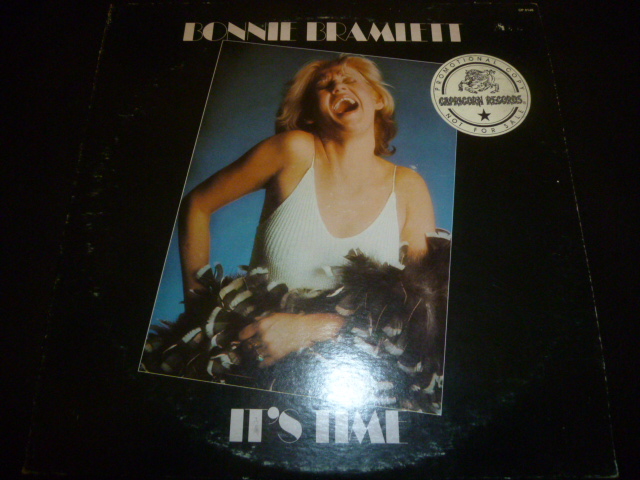 BONNIE BRAMLETT
PROMOTIONAL COPY
CAPRICORN RECORDS
NOT FOR SALE
IT'S TIME